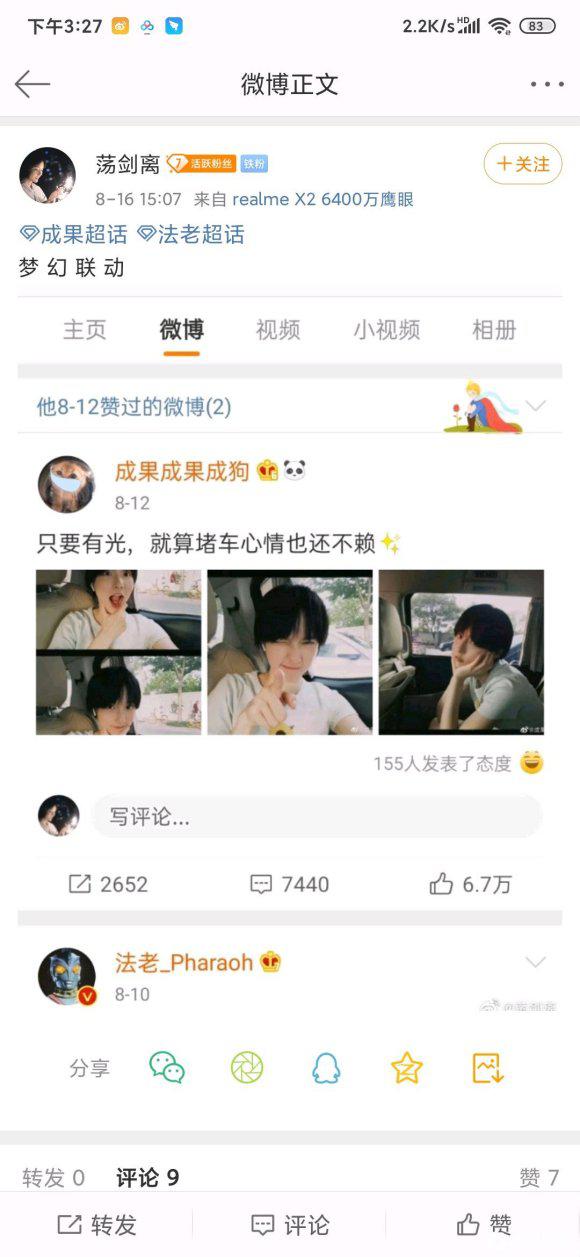 下午3:27
2.2K/s HD 83
微博正文
荡剑离 7 活跃粉丝 铁粉
+关注
8-16 15:07 来自 realme X2 6400万鹰眼
成果超话 法老超话
梦 幻 联 动
主页 微博 视频 小视频 相册
他8-12赞过的微博(2)
成果成果成狗
8-12
只要有光，就算堵车心情也还不赖✨
155人发表了态度
写评论...
2652 7440 6.7万
法老_Pharaoh
8-10
分享
转发 0 评论 9 赞 7
转发 评论 赞